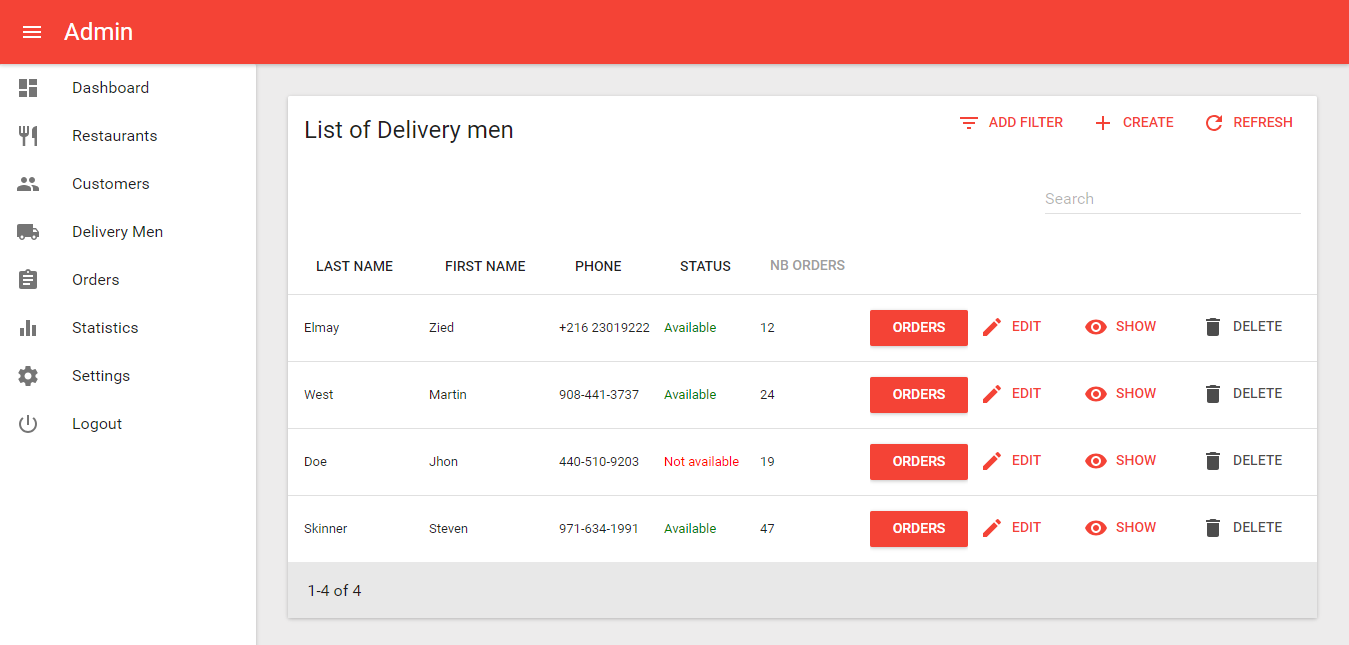 Admin
Dashboard
Restaurants
Customers
Delivery Men
Orders
Statistics
Settings
Logout
List of Delivery men
ADD FILTER CREATE REFRESH
Search
LAST NAME FIRST NAME PHONE STATUS NB ORDERS
Elmay Zied +216 23019222 Available 12 ORDERS EDIT SHOW DELETE
West Martin 908-441-3737 Available 24 ORDERS EDIT SHOW DELETE
Doe Jhon 440-510-9203 Not available 19 ORDERS EDIT SHOW DELETE
Skinner Steven 971-634-1991 Available 47 ORDERS EDIT SHOW DELETE
1-4 of 4